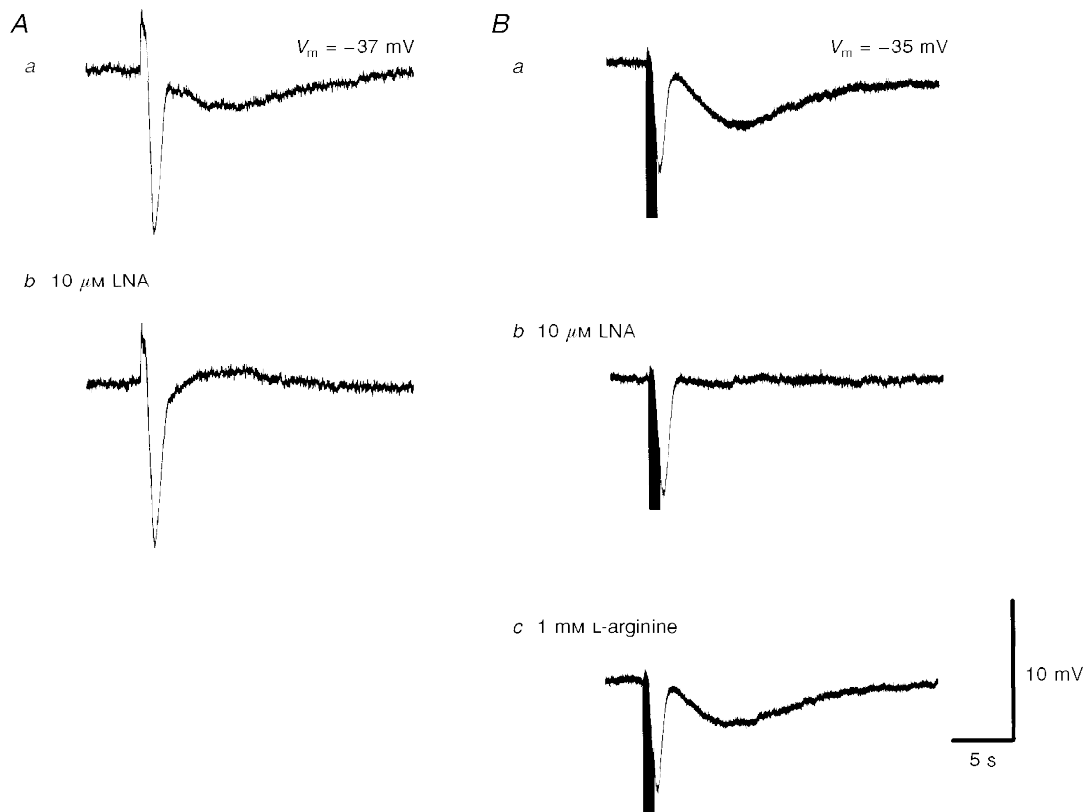 A
a
Vm = −37 mV
b 10 μM LNA
B
a
Vm = −35 mV
b 10 μM LNA
c 1 mM L-arginine
10 mV
5 s